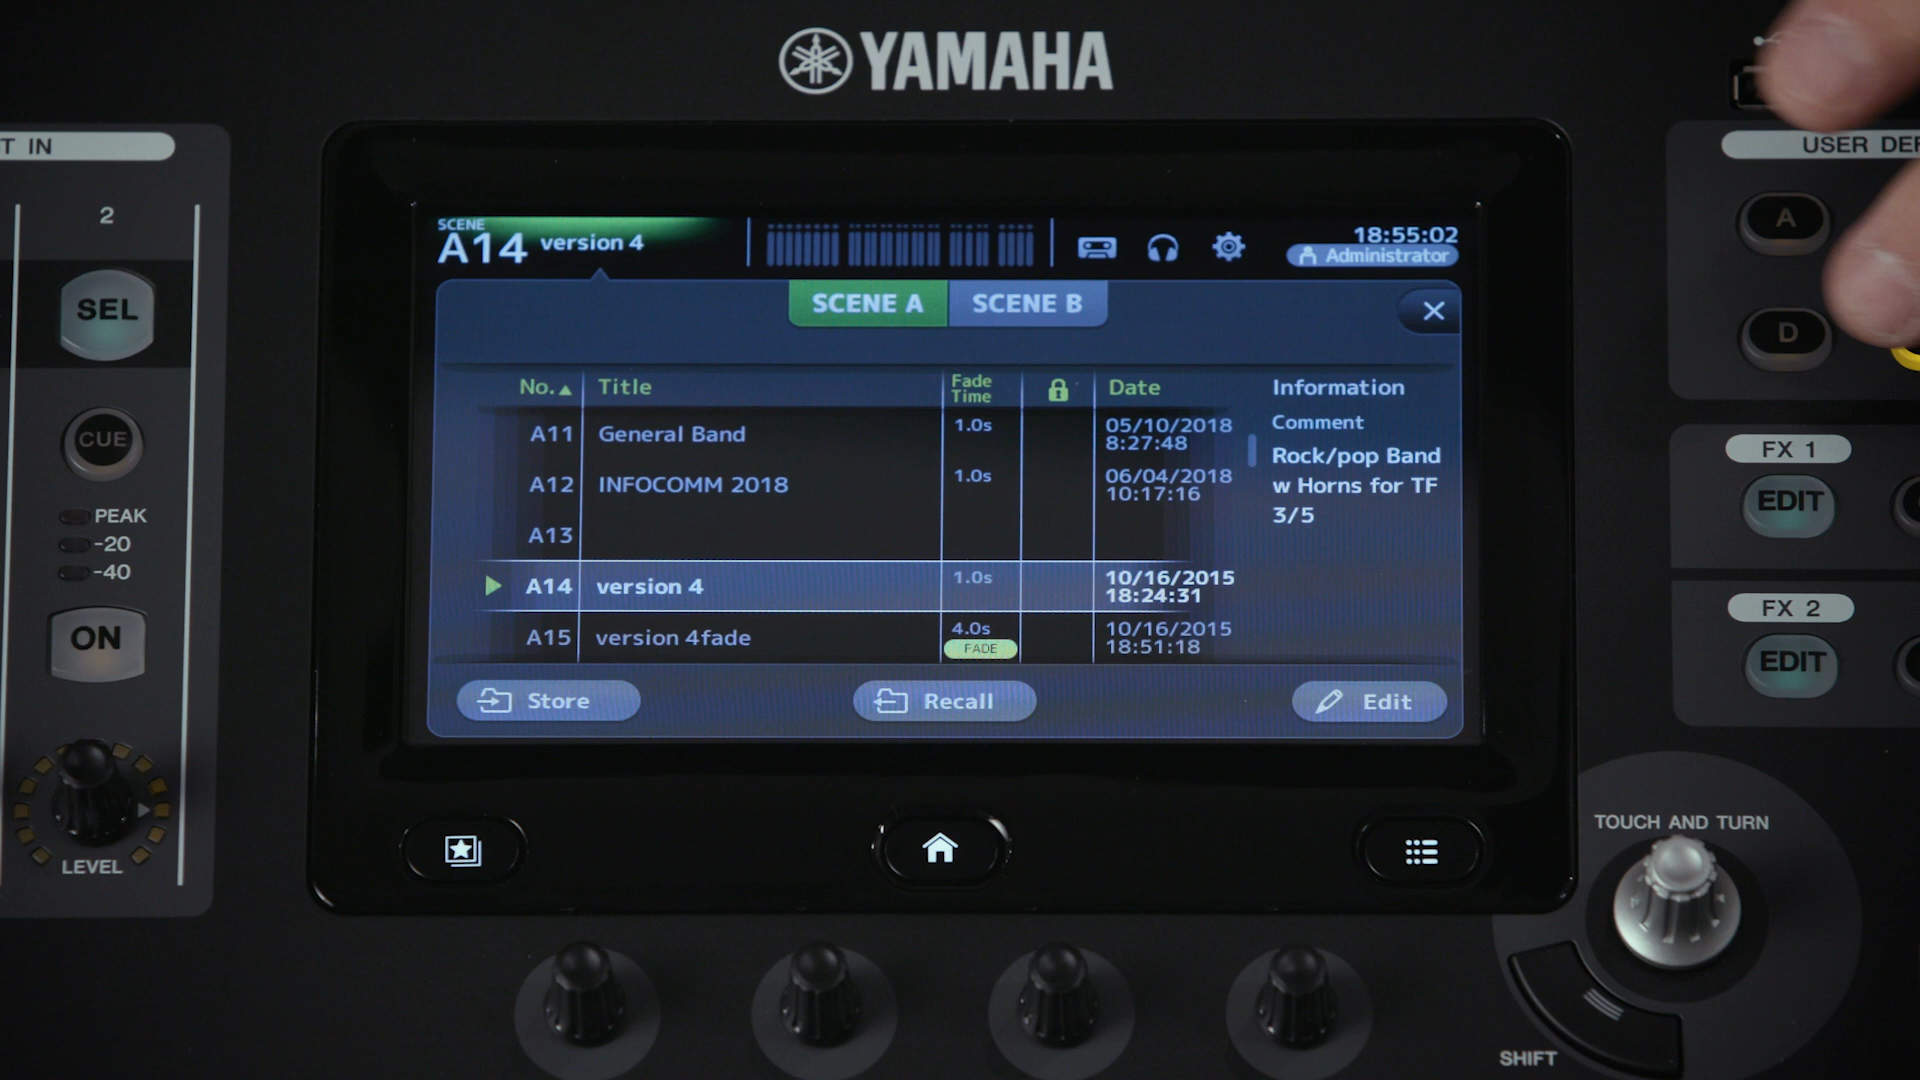 YAMAHA
T IN
2
SEL
CUE
PEAK
-20
-40
ON
LEVEL
SCENE
A14 version 4
18:55:02
Administrator
SCENE A SCENE B
No. Title Fade Time Date Information
A11 General Band 1.0s 05/10/2018 8:27:48
A12 INFOCOMM 2018 1.0s 06/04/2018 10:17:16
A13
A14 version 4 1.0s 10/16/2015 18:24:31
A15 version 4fade 4.0s FADE 10/16/2015 18:51:18
Comment
Rock/pop Band
w Horns for TF
3/5
Store Recall Edit
USER DEF
A
D
FX 1
EDIT
FX 2
EDIT
TOUCH AND TURN
SHIFT